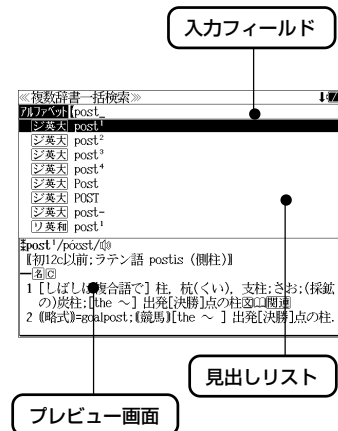 入力フィールド
≪複数辞書一括検索≫
アルファベット【post_
ジ英大 post¹
ジ英大 post²
ジ英大 post³
ジ英大 post⁴
ジ英大 Post
ジ英大 POST
ジ英大 post-
リ英和 post¹
post¹/póʊst/
〖初12c以前;ラテン語 postis (側柱)〗
━名C
1 [しばしば複合語で] 柱, 杭(くい), 支柱;さお;(採鉱
の)炭柱;[the ～] 出発[決勝]点の柱図関連
2 ((略式))=goalpost;⦅競馬⦆[the ～ ] 出発[決勝]点の柱.
見出しリスト
プレビュー画面